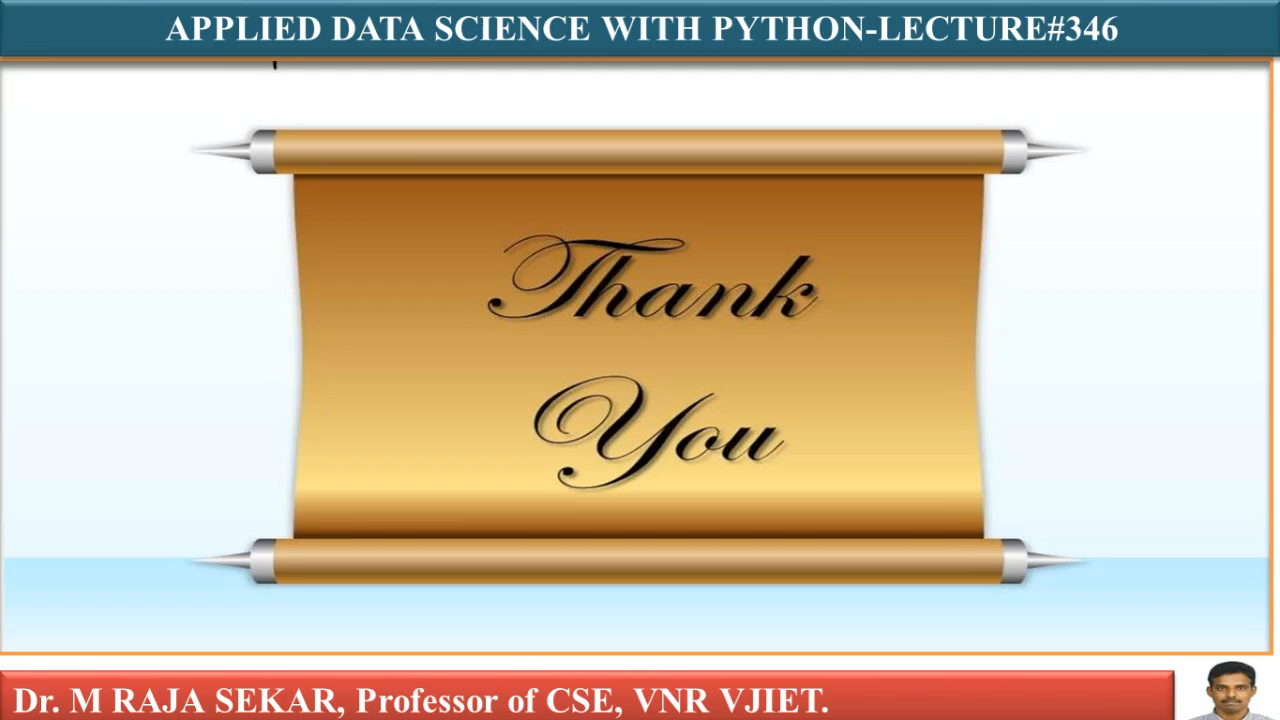 APPLIED DATA SCIENCE WITH PYTHON-LECTURE#346
Thank
You
Dr. M RAJA SEKAR, Professor of CSE, VNR VJIET.